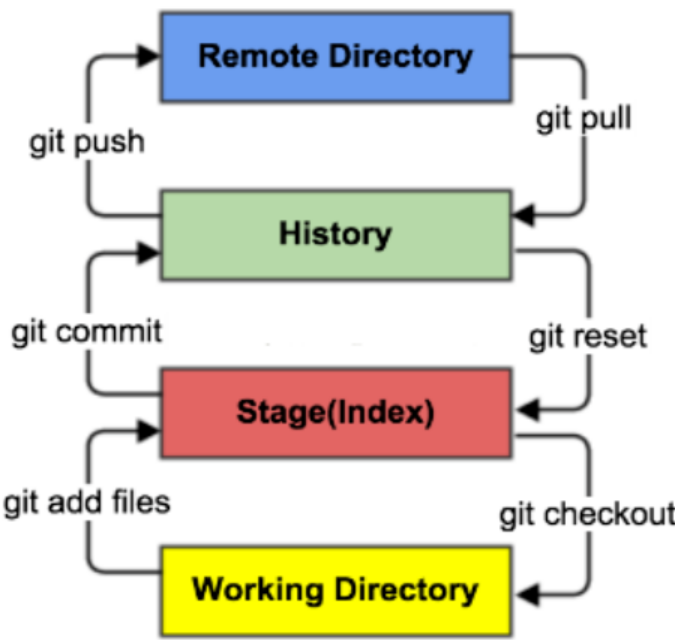 Remote Directory
git push
git pull
History
git commit
git reset
Stage(Index)
git add files
git checkout
Working Directory